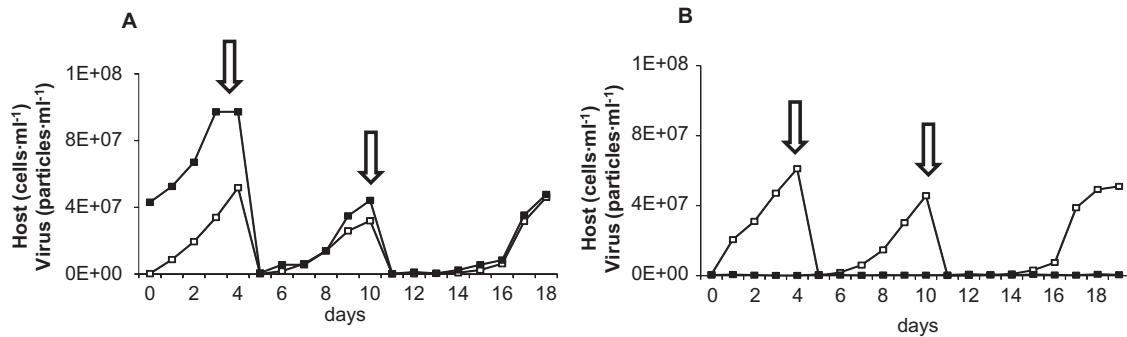 A
Host (cells·ml-1)
Virus (particles·ml-1)
1E+08
8E+07
4E+07
0E+00
0 2 4 6 8 10 12 14 16 18
days
B
Host (cells·ml-1)
Virus (particles·ml-1)
1E+08
8E+07
4E+07
0E+00
0 2 4 6 8 10 12 14 16 18
days